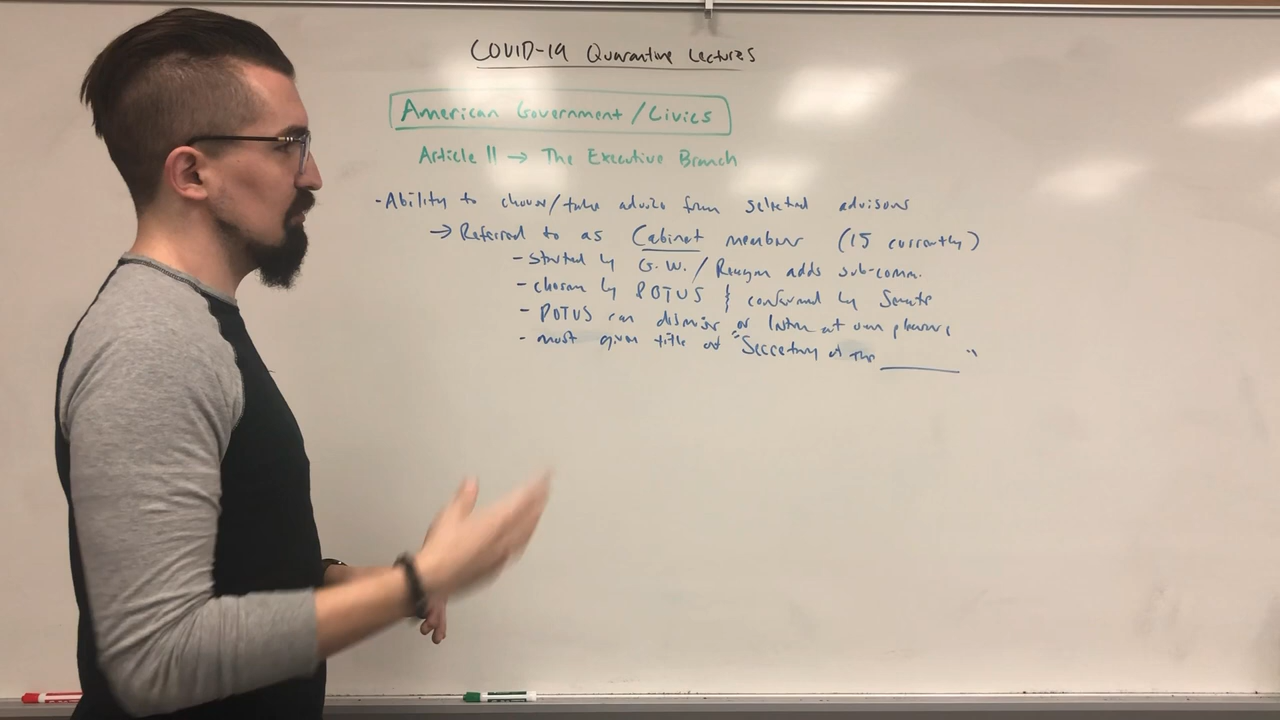 COVID-19 Quarantine Lectures
American Government/Civics
Article II → The Executive Branch
- Ability to choose/take advice from selected advisors
→ Referred to as Cabinet members (15 currently)
- started by G.W. / Reagan adds sub-comm.
- chosen by POTUS & confirmed by Senate
- POTUS can dismiss or listen at own pleasure
- most given title of "Secretary of the ______"